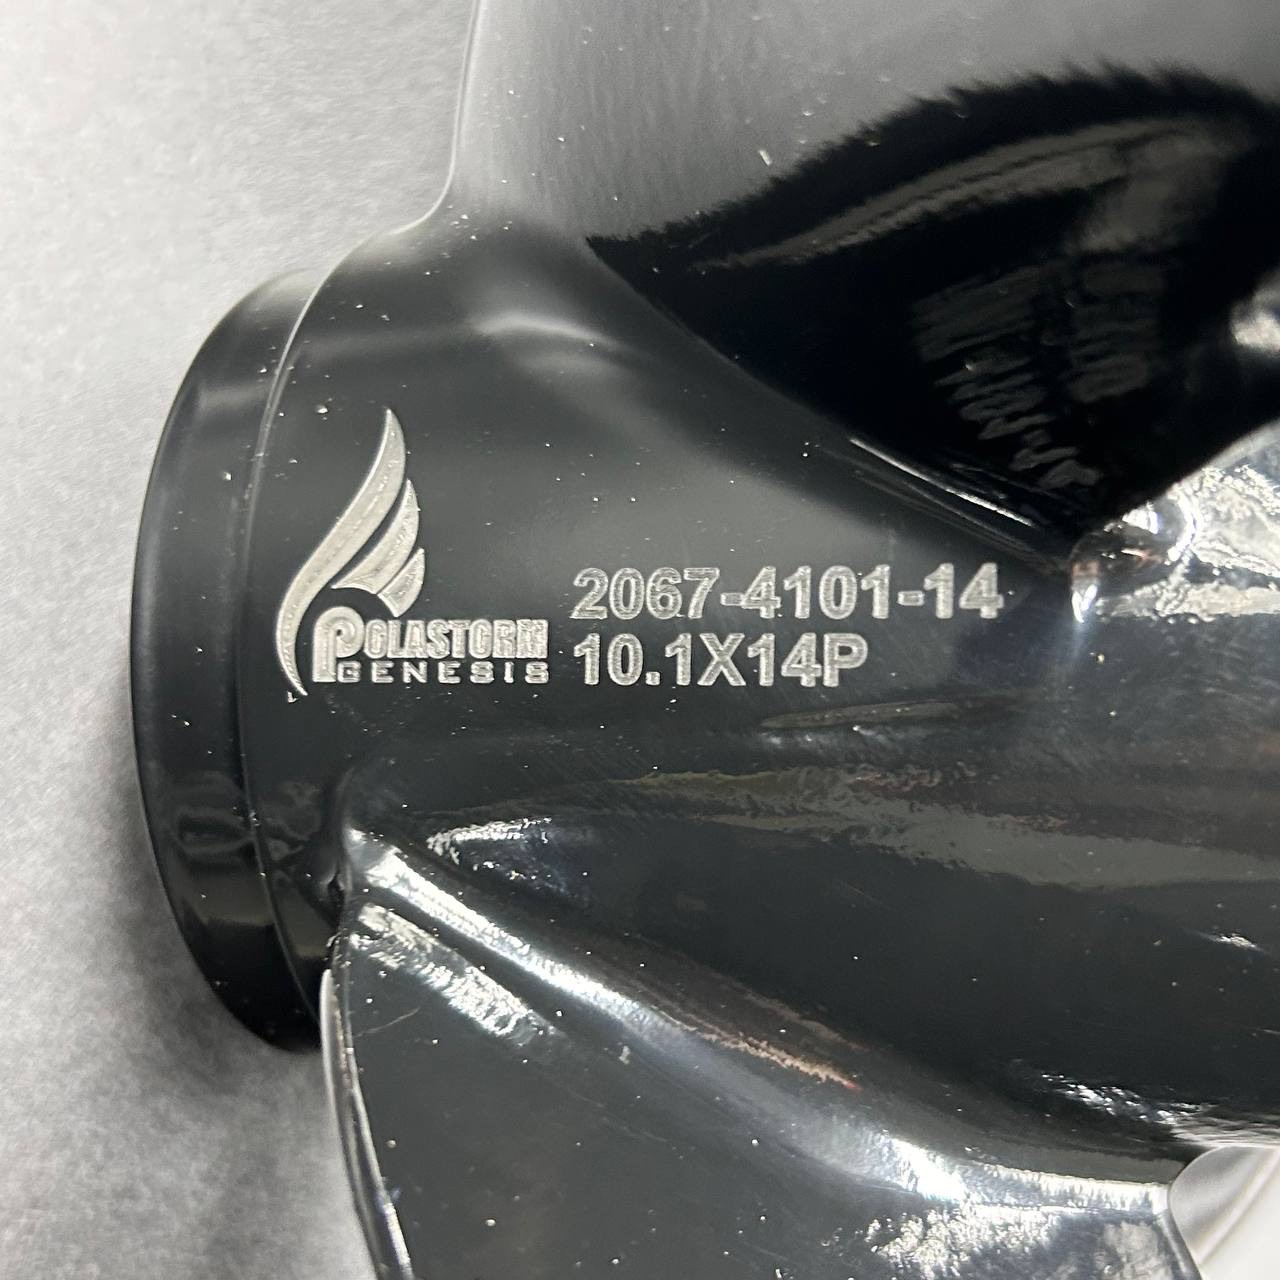 POLASTORM
GENESIS
2067-4101-14
10.1X14P